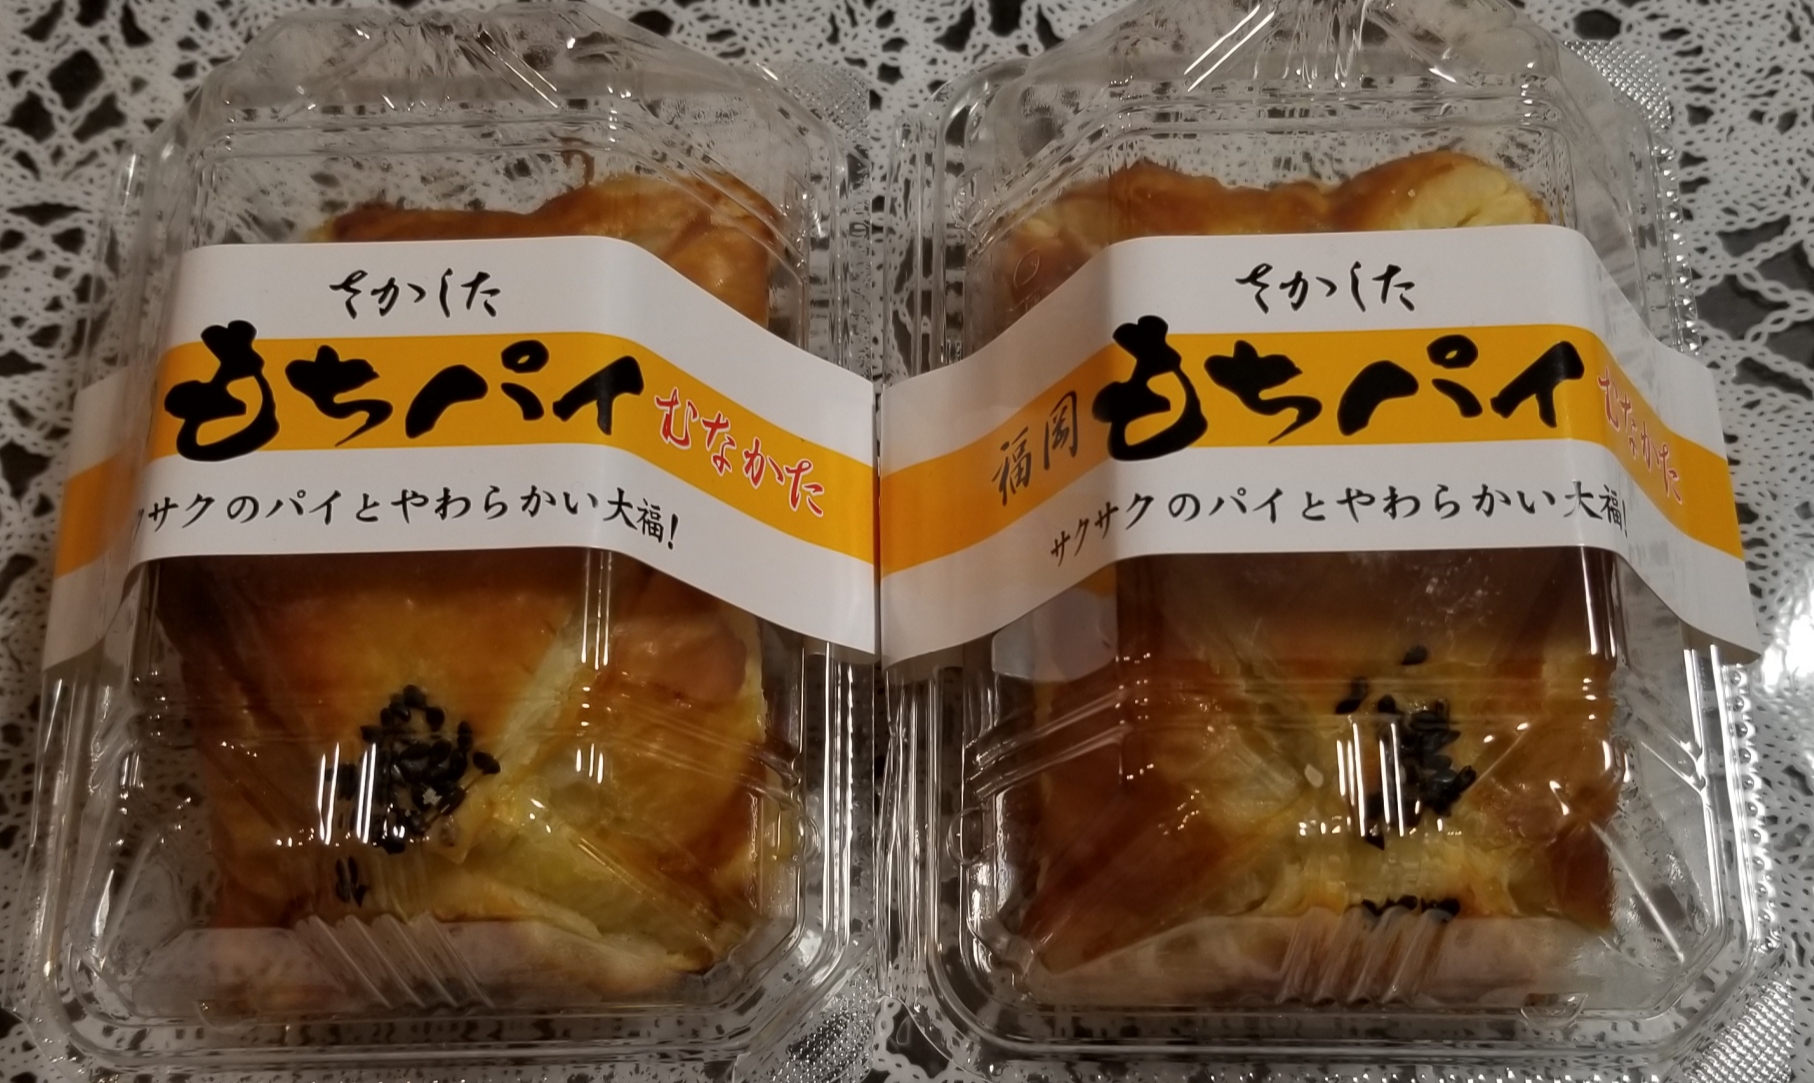 さかした
もちパイ
むなかた
サクのパイとやわらかい大福!
さかした
福岡
もちパイ
むなかた
サクサクのパイとやわらかい大福!